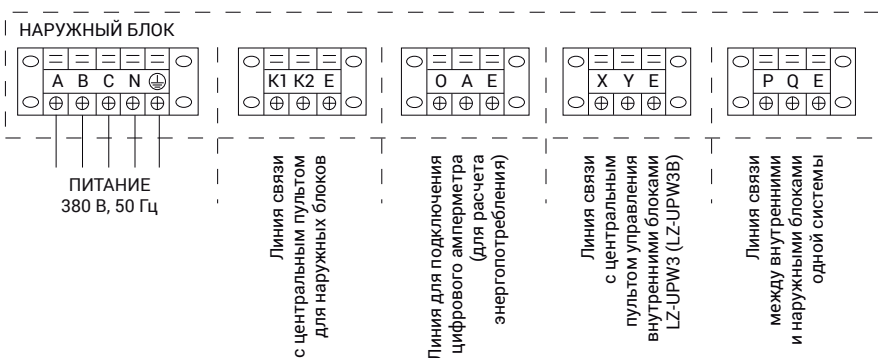 НАРУЖНЫЙ БЛОК
A B C N
K1 K2 E
O A E
X Y E
P Q E
ПИТАНИЕ
380 В, 50 Гц
Линия связи
с центральным пультом
для наружных блоков
Линия для подключения
цифрового амперметра
(для расчета
энергопотребления)
Линия связи
с центральным
пультом управления
внутренними блоками
LZ-UPW3 (LZ-UPW3B)
Линия связи
между внутренними
и наружными блоками
одной системы